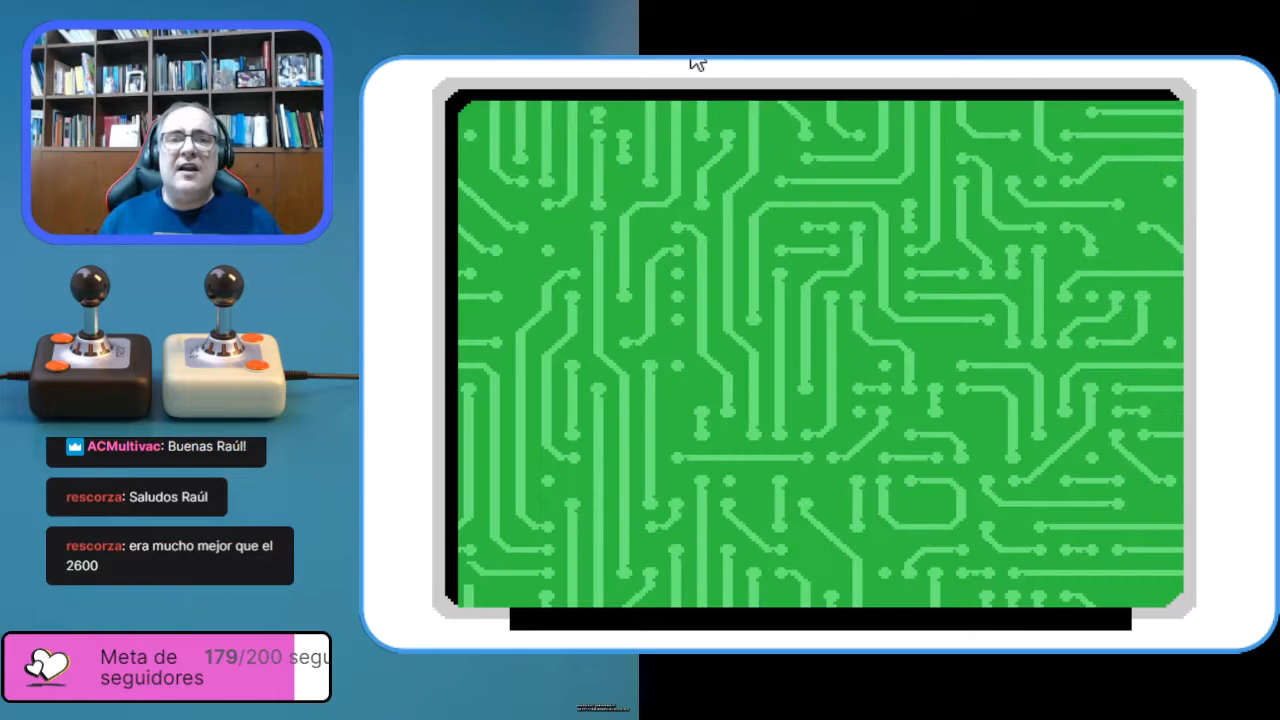 ACMultivac: Buenas Raúl!
rescorza: Saludos Raúl
rescorza: era mucho mejor que el
2600
Meta de
seguidores
179/200 segu